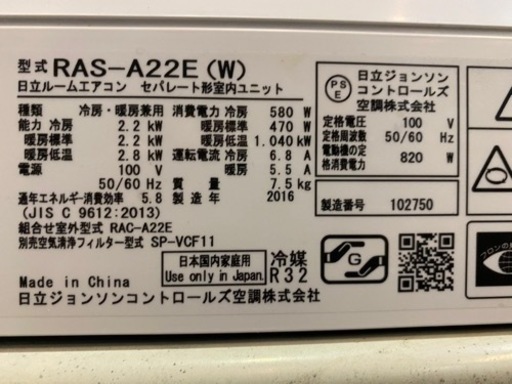 型式 RAS-A22E (W)
日立ルームエアコン セパレート形室内ユニット
種類 冷房・暖房兼用 消費電力 冷房 580 W
能力 冷房 2.2 kW 暖房標準 470 W
暖房標準 2.2 kW 暖房低温 1.040 kW
暖房低温 2.8 kW 運転電流 冷房 6.8 A
電源 100 V 暖房 5.5 A
50/60 Hz 質量 7.5 kg
通年エネルギー消費効率 5.8 製造年 2016
(JIS C 9612:2013)
組合せ室外型式 RAC-A22E
別売空気清浄フィルター型式 SP-VCF11
日本国内家庭用
Use only in Japan.
冷媒
R32
Made in China
日立ジョンソンコントロールズ空調株式会社
PS
E
日立ジョンソン
コントロールズ
空調株式会社
定格電圧 100 V
定格周波数 50/60 Hz
電動機の定格消費電力 820 W
製造番号 102750
G